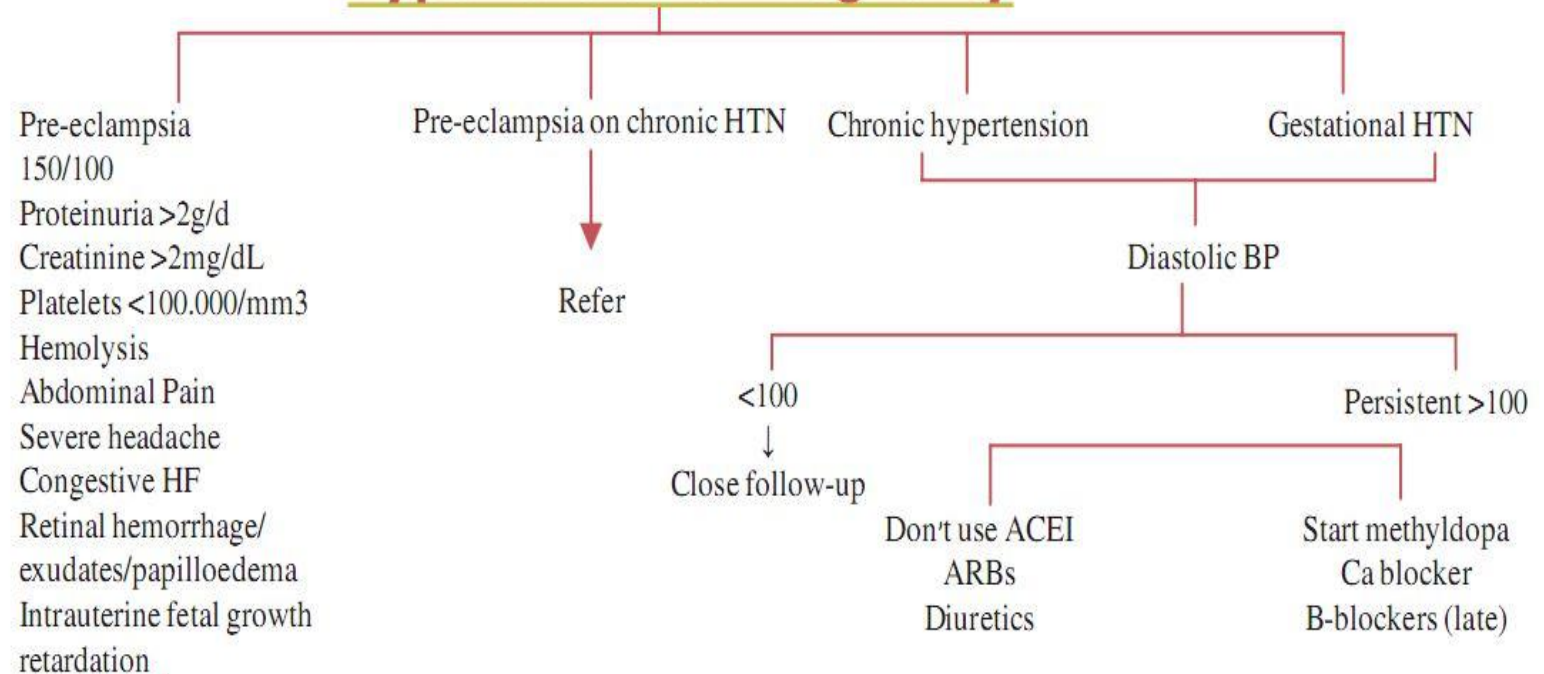 Pre-eclampsia
150/100
Proteinuria >2g/d
Creatinine >2mg/dL
Platelets <100.000/mm3
Hemolysis
Abdominal Pain
Severe headache
Congestive HF
Retinal hemorrhage/
exudates/papilloedema
Intrauterine fetal growth
retardation
Pre-eclampsia on chronic HTN
Refer
Chronic hypertension
Gestational HTN
Diastolic BP
<100
↓
Close follow-up
Persistent >100
Don't use ACEI
ARBs
Diuretics
Start methyldopa
Ca blocker
B-blockers (late)